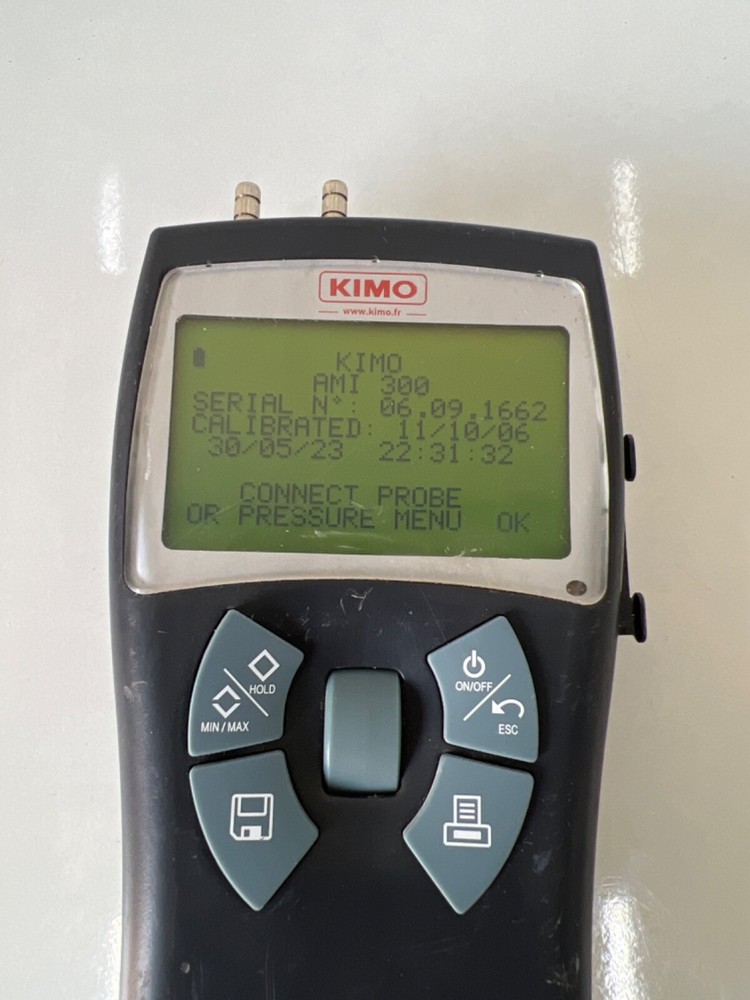 KIMO
www.kimo.fr
KIMO
AMI 300
SERIAL N°: 06.09.1662
CALIBRATED: 11/10/06
30/05/23 22:31:32
CONNECT PROBE
OR PRESSURE MENU OK
HOLD
MIN / MAX
ON/OFF
ESC